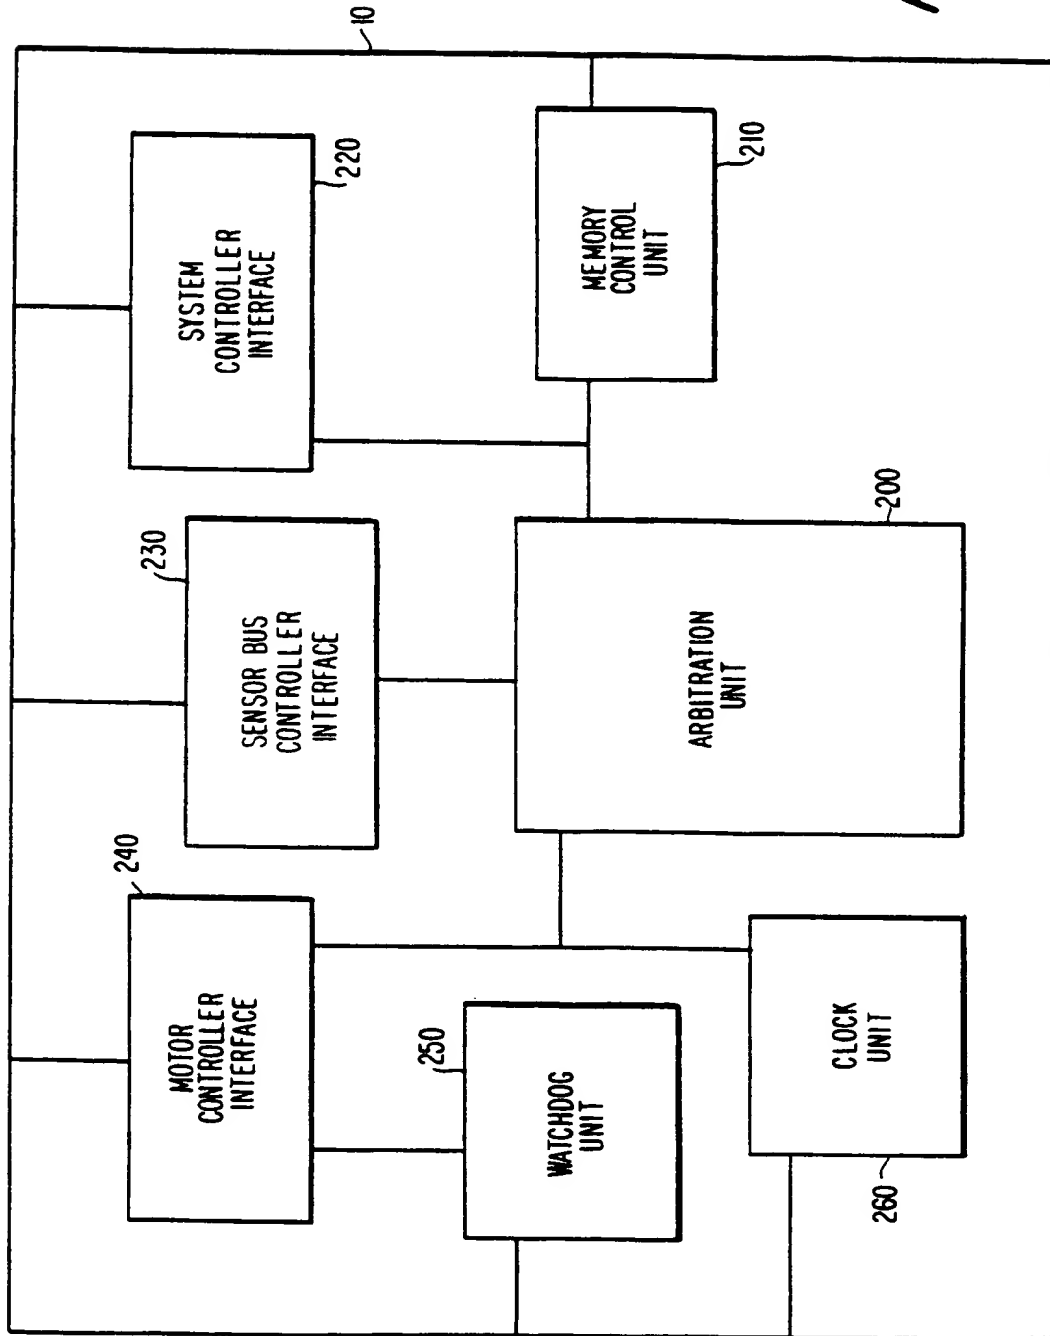 10
SYSTEM
CONTROLLER
INTERFACE
220
MEMORY
CONTROL
UNIT
210
SENSOR BUS
CONTROLLER
INTERFACE
230
ARBITRATION
UNIT
200
MOTOR
CONTROLLER
INTERFACE
240
WATCHDOG
UNIT
250
CLOCK
UNIT
260